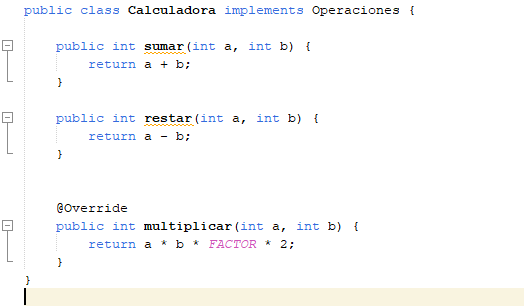 public class Calculadora implements Operaciones {
public int sumar(int a, int b) {
return a + b;
}
public int restar(int a, int b) {
return a - b;
}
@Override
public int multiplicar(int a, int b) {
return a * b * FACTOR * 2;
}
}